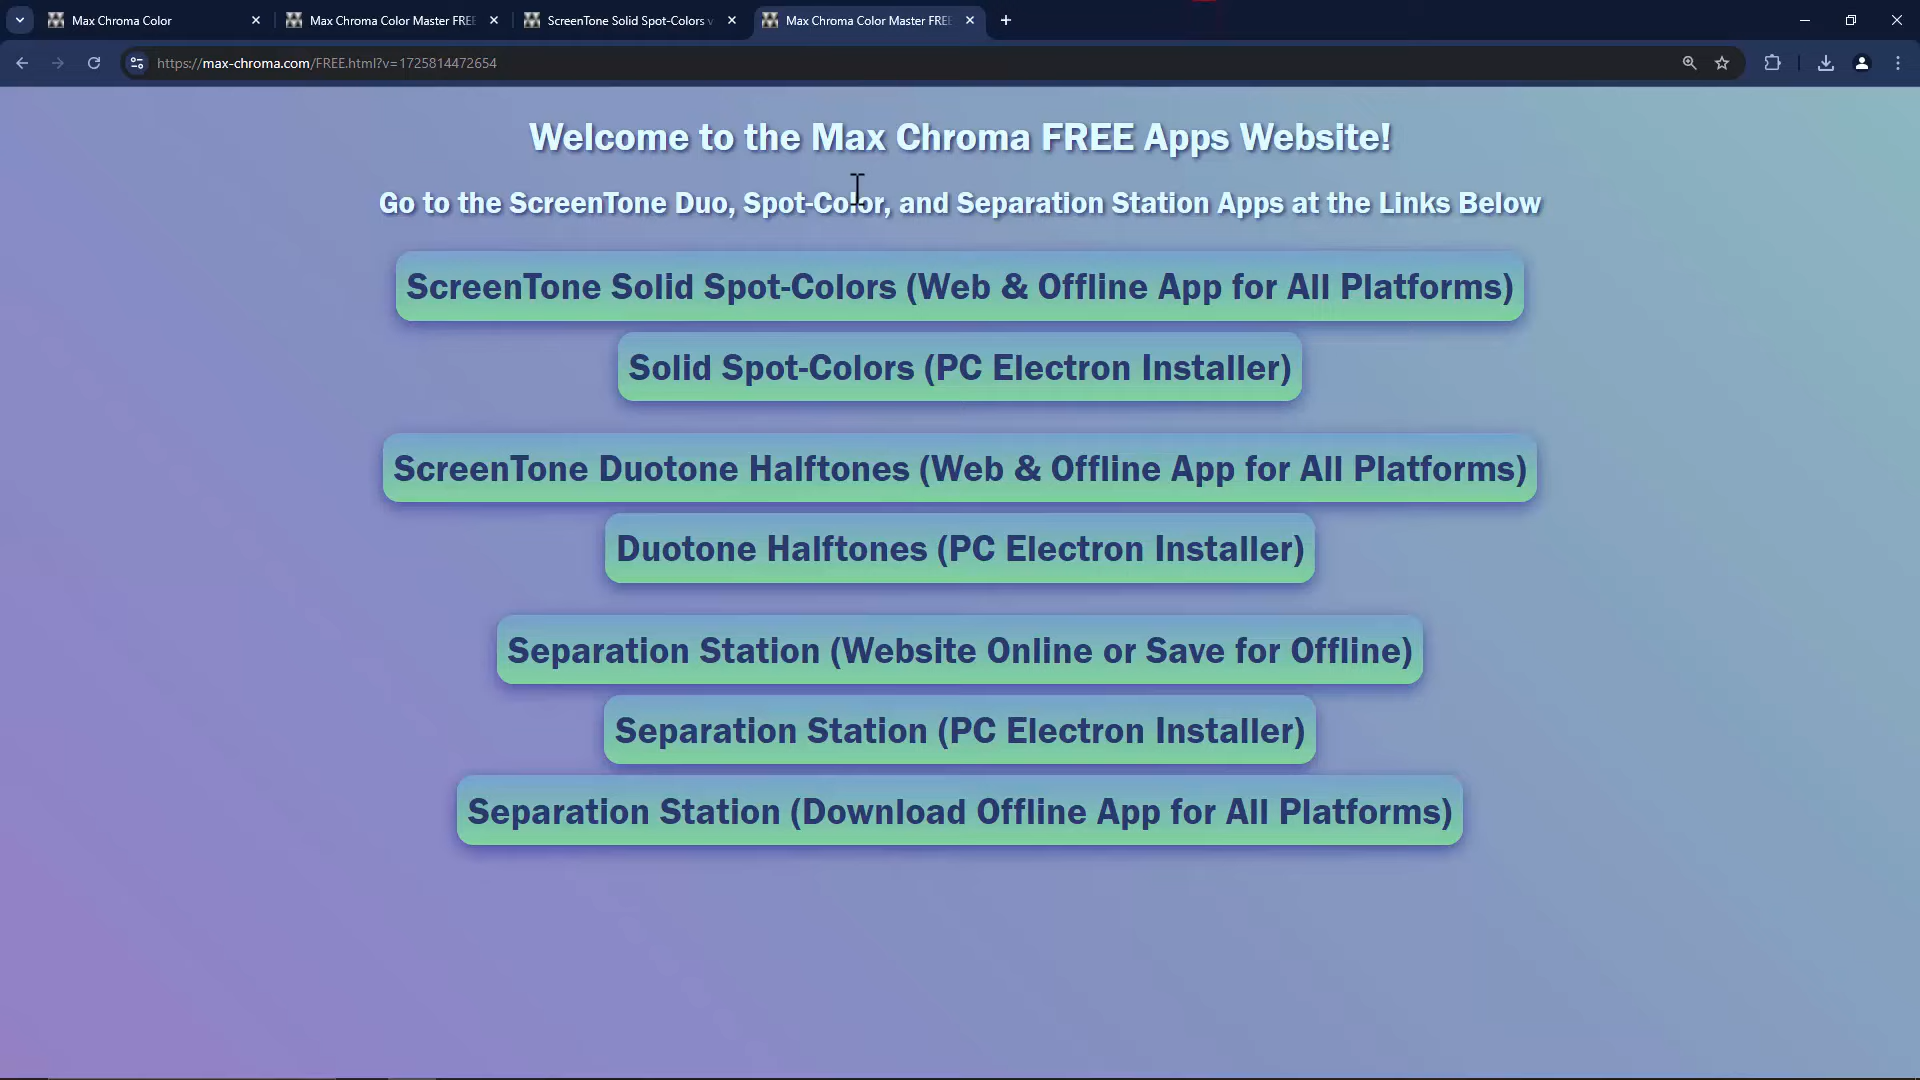 Max Chroma Color
Max Chroma Color Master FREE
ScreenTone Solid Spot-Colors v
Max Chroma Color Master FREE
https://max-chroma.com/FREE.html?v=1725814472654
Welcome to the Max Chroma FREE Apps Website!
Go to the ScreenTone Duo, Spot-Color, and Separation Station Apps at the Links Below
ScreenTone Solid Spot-Colors (Web & Offline App for All Platforms)
Solid Spot-Colors (PC Electron Installer)
ScreenTone Duotone Halftones (Web & Offline App for All Platforms)
Duotone Halftones (PC Electron Installer)
Separation Station (Website Online or Save for Offline)
Separation Station (PC Electron Installer)
Separation Station (Download Offline App for All Platforms)